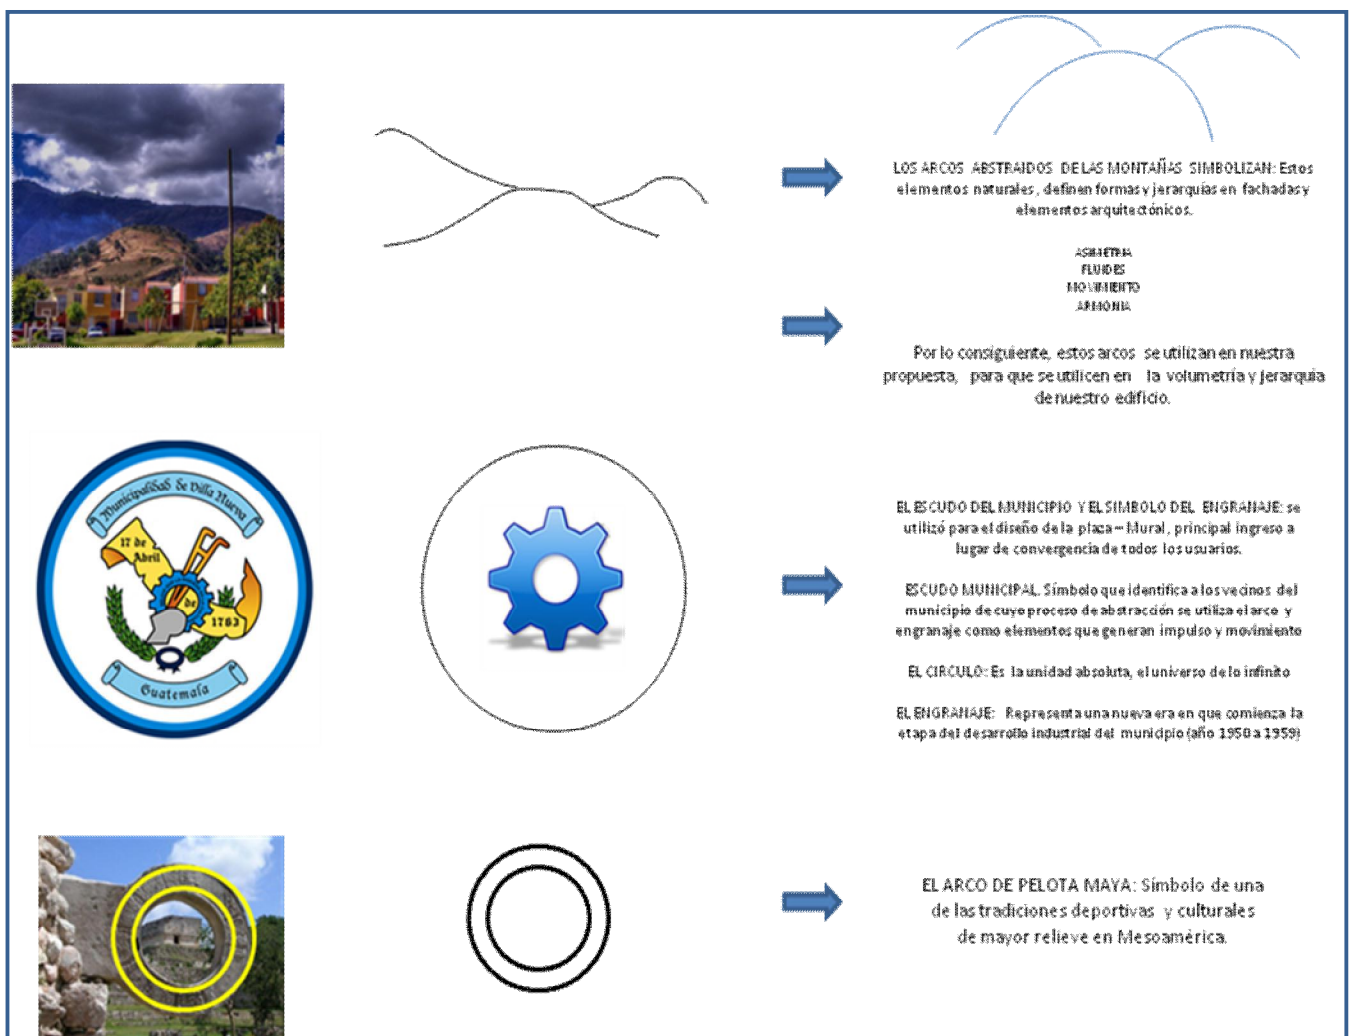 LOS ARCOS ABSTRAIDOS DE LAS MONTAÑAS SIMBOLIZAN: Estos
elementos naturales, definen formas y jerarquías en fachadas y
elementos arquitectónicos.
ASIMETRIA
FLUIDES
MOVIMIENTO
ARMONIA
Por lo consiguiente, estos arcos se utilizan en nuestra
propuesta, para que se utilicen en la volumetría y jerarquía
de nuestro edificio.
Municipalidad de Villa Nueva
17 de
Abril
de
1763
Guatemala
EL ESCUDO DEL MUNICIPIO Y EL SIMBOLO DEL ENGRANAJE: se
utilizó para el diseño de la plaza – Mural, principal ingreso a
lugar de convergencia de todos los usuarios.
ESCUDO MUNICIPAL. Símbolo que identifica a los vecinos del
municipio de cuyo proceso de abstracción se utiliza el arco y
engranaje como elementos que generan impulso y movimiento
EL CIRCULO: Es la unidad absoluta, el universo de lo infinito
EL ENGRANAJE: Representa una nueva era en que comienza la
etapa del desarrollo industrial del municipio (año 1950 a 1959)
EL ARCO DE PELOTA MAYA: Símbolo de una
de las tradiciones deportivas y culturales
de mayor relieve en Mesoamérica.